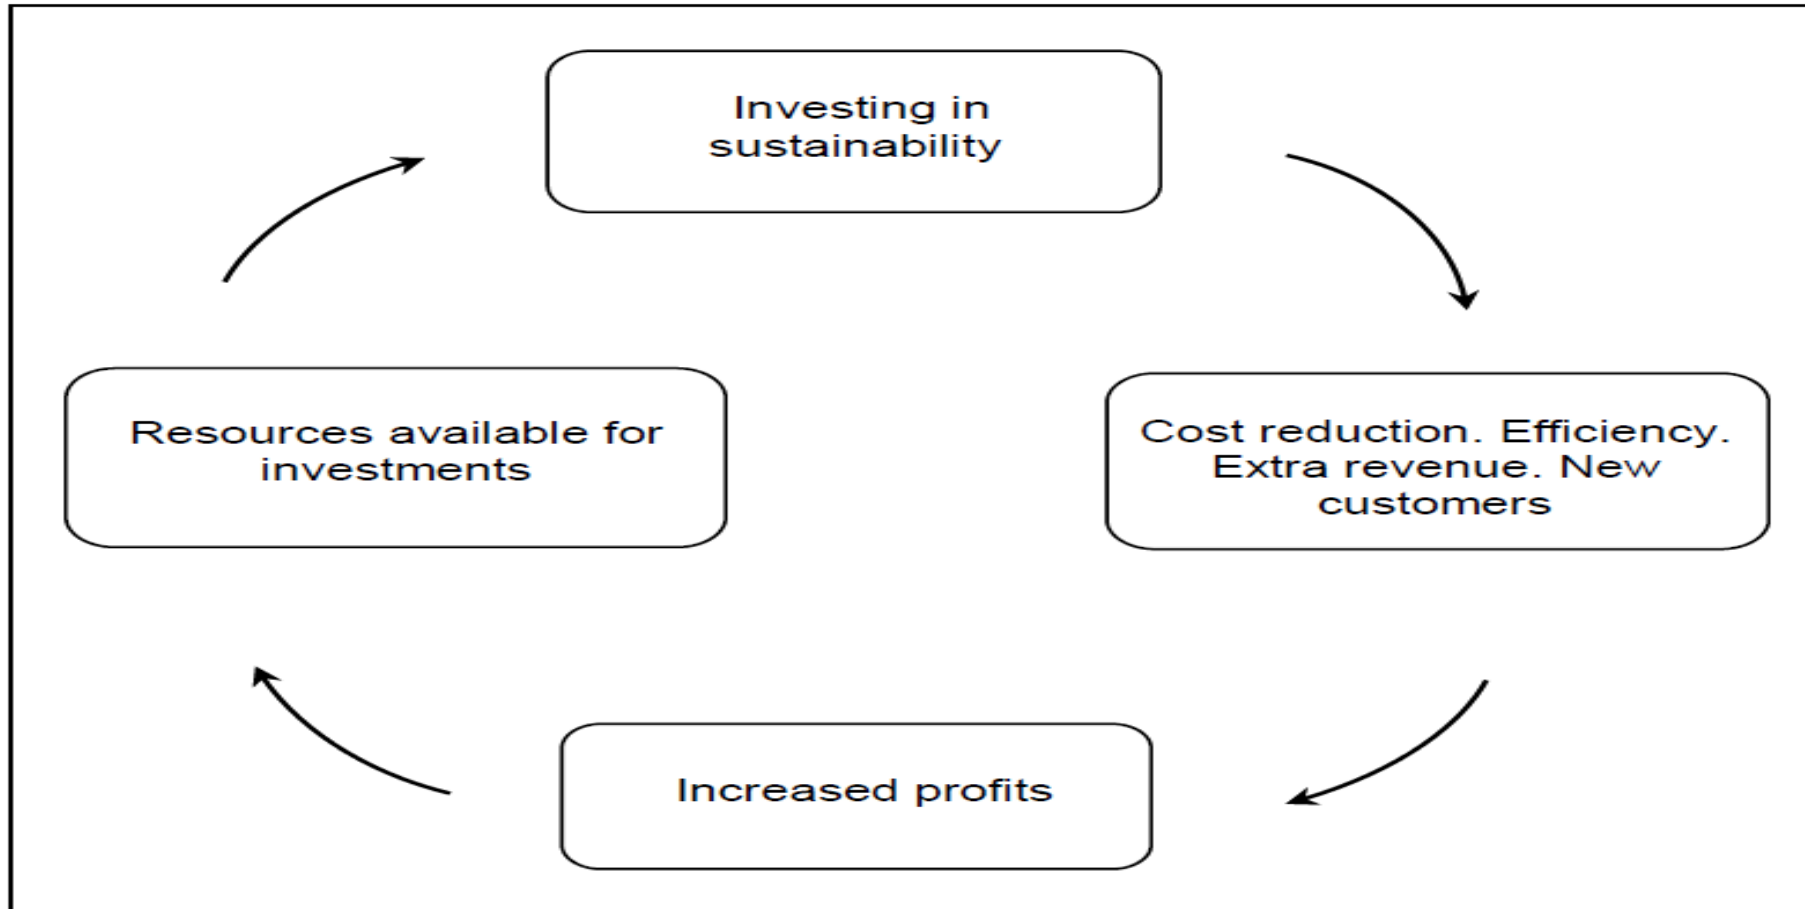 Investing in
sustainability
Resources available for
investments
Cost reduction. Efficiency.
Extra revenue. New
customers
Increased profits